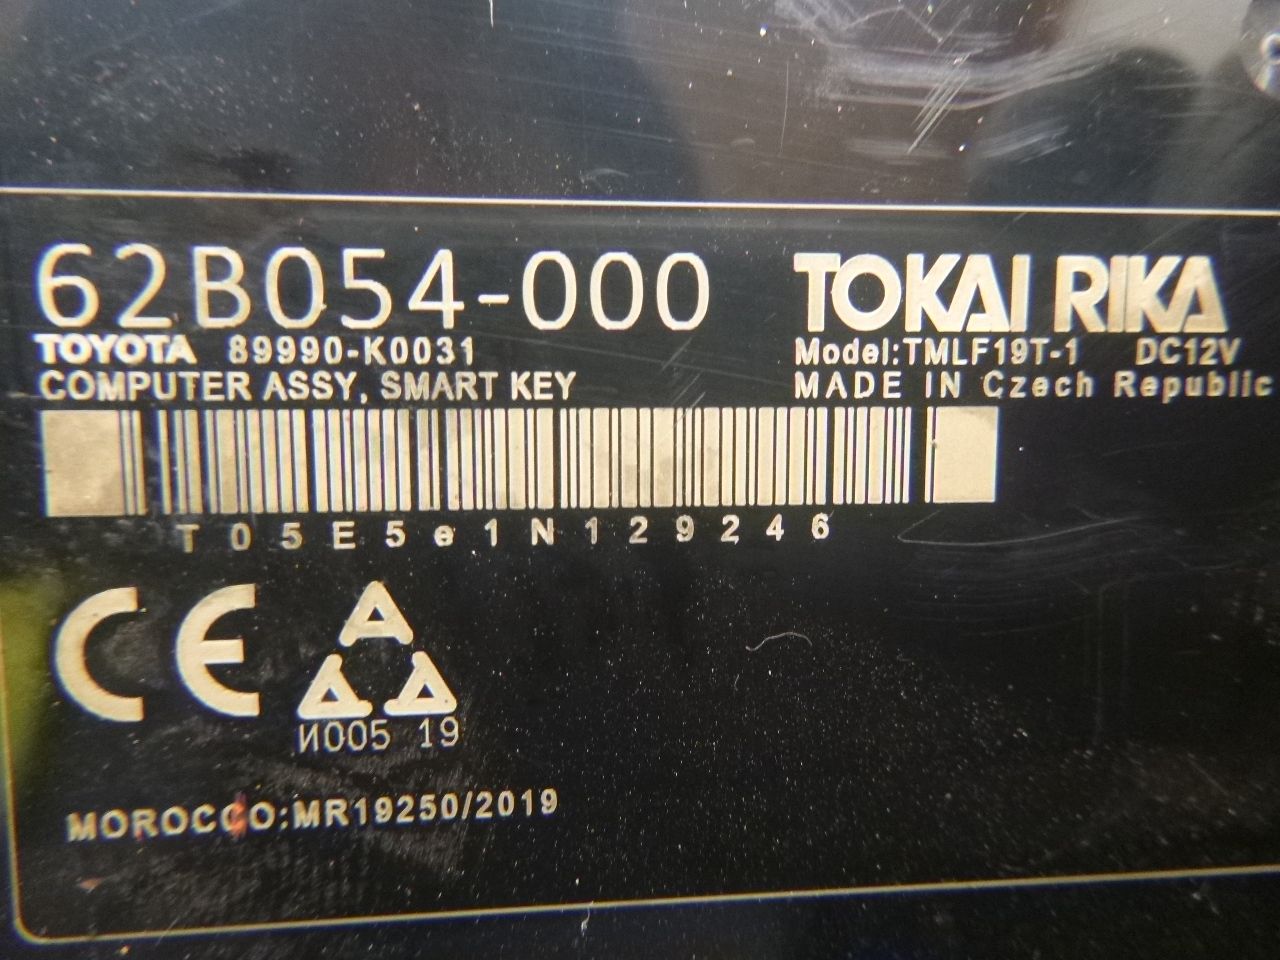 62B054-000
TOKAI RIKA
TOYOTA 89990-K0031
Model:TMLF19T-1 DC12V
COMPUTER ASSY, SMART KEY
MADE IN Czech Republic
T05E5e1N129246
CE
AAA
И005 19
MOROCCO:MR19250/2019